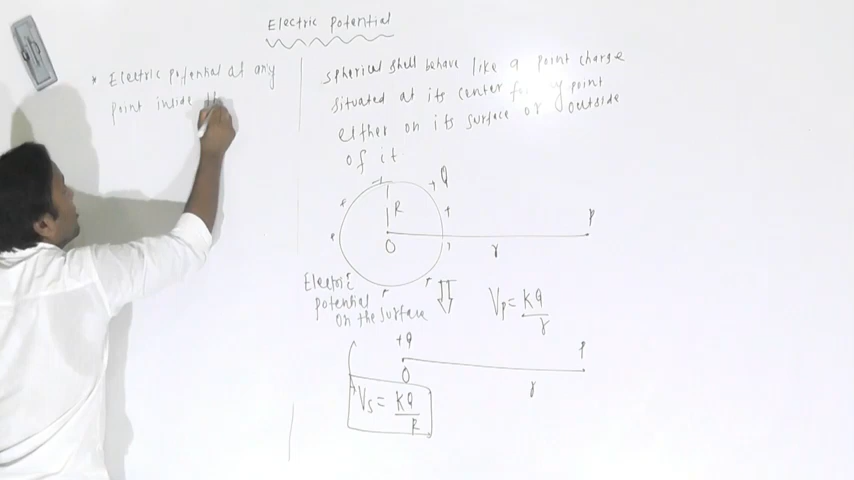 Electric Potential
* Electric potential at any
point inside th
Spherical shell behave like a point charge
situated at its center for any point
either on its surface or outside
of it
+ + Q
+ +
R
+ +
O r P
Electric
potential
on the surface
Vp = KQ
r
+Q P
O r
Vs = KQ
R